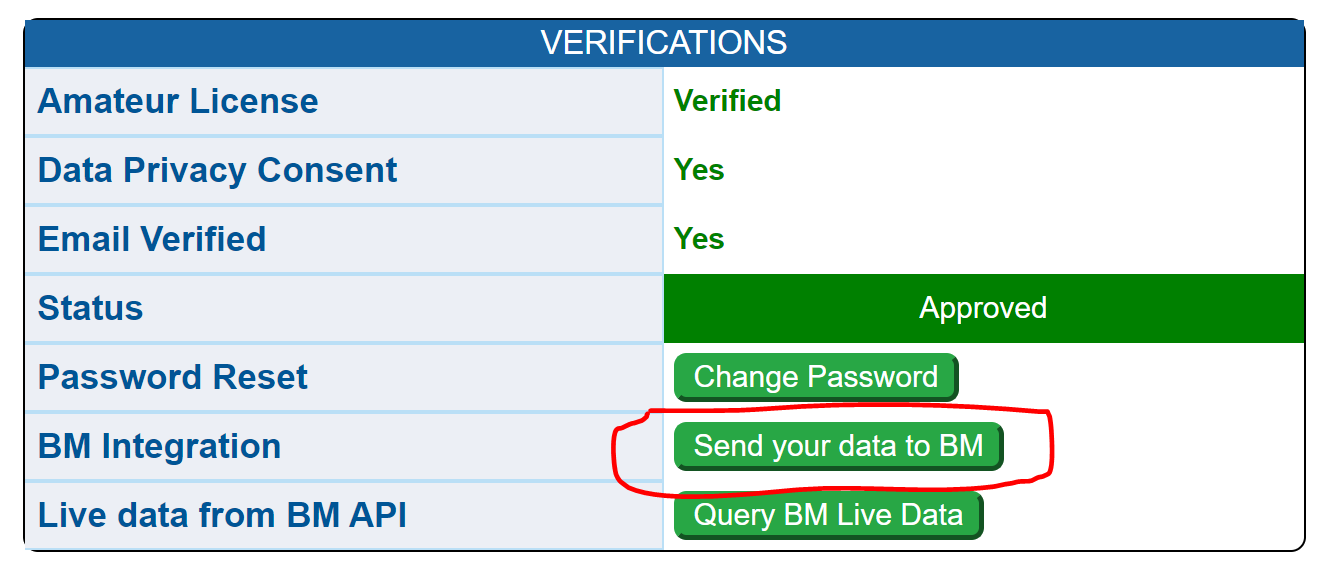 VERIFICATIONS
Amateur License Verified
Data Privacy Consent Yes
Email Verified Yes
Status Approved
Password Reset Change Password
BM Integration Send your data to BM
Live data from BM API Query BM Live Data